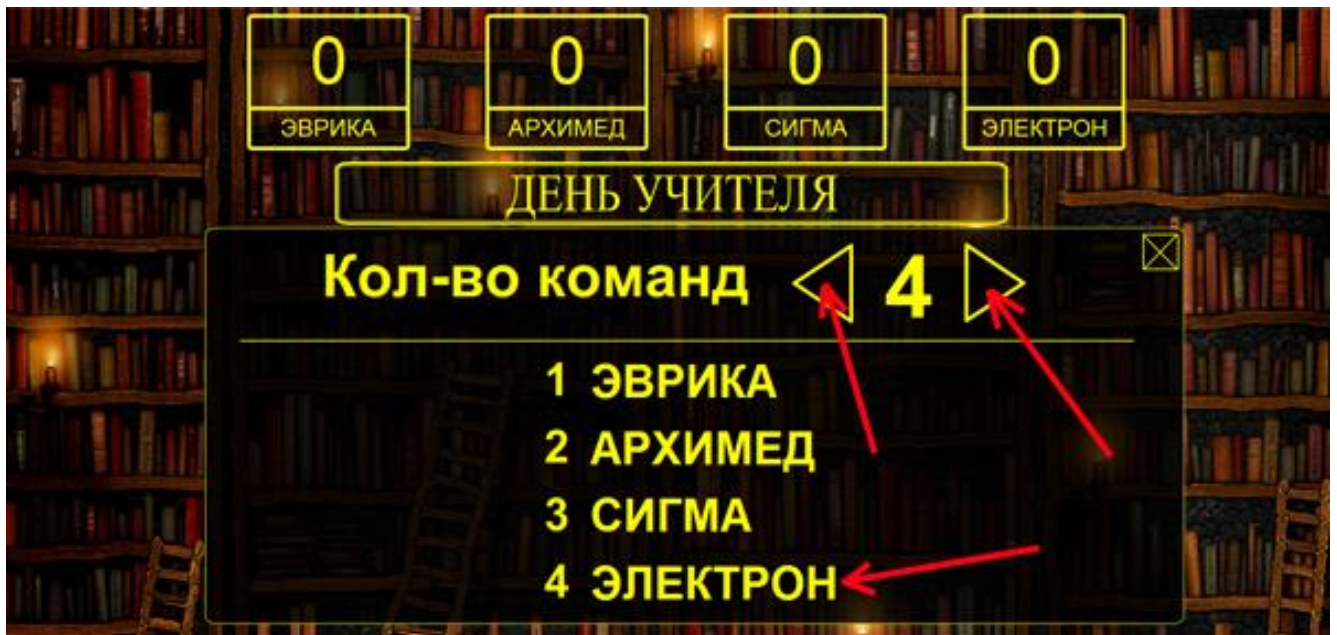 0 0 0 0
ЭВРИКА АРХИМЕД СИГМА ЭЛЕКТРОН
ДЕНЬ УЧИТЕЛЯ
Кол-во команд 4
1 ЭВРИКА
2 АРХИМЕД
3 СИГМА
4 ЭЛЕКТРОН